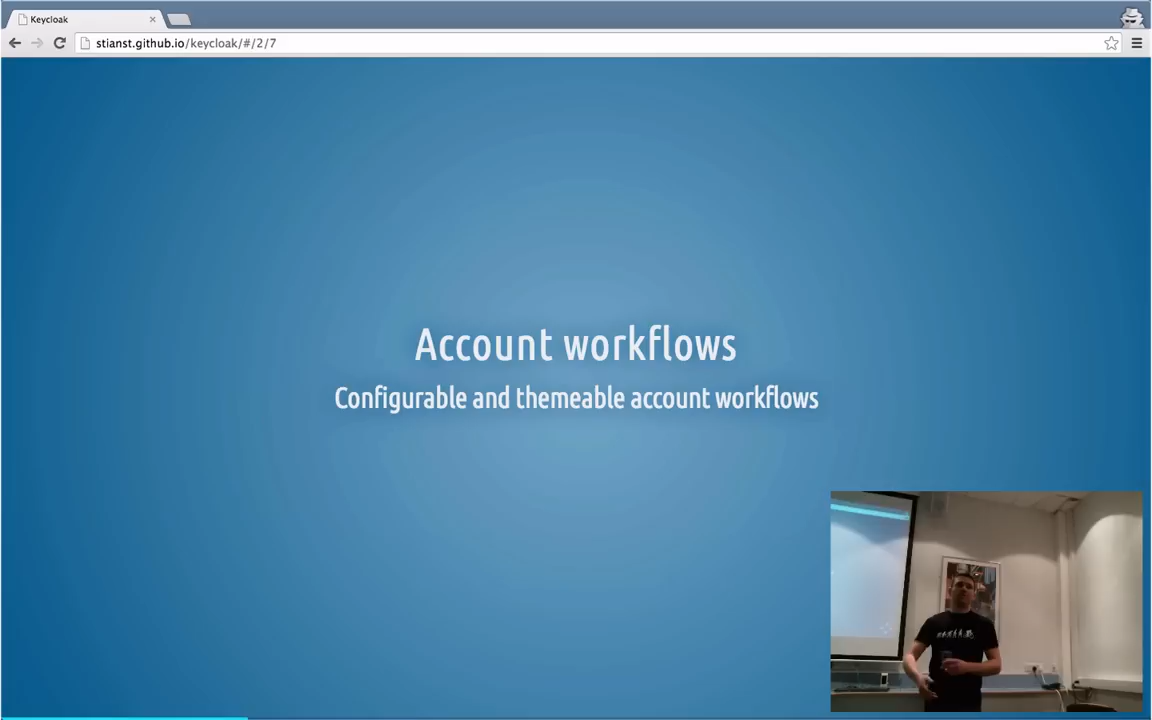 Keycloak
stianst.github.io/keycloak/#/2/7
Account workflows
Configurable and themeable account workflows